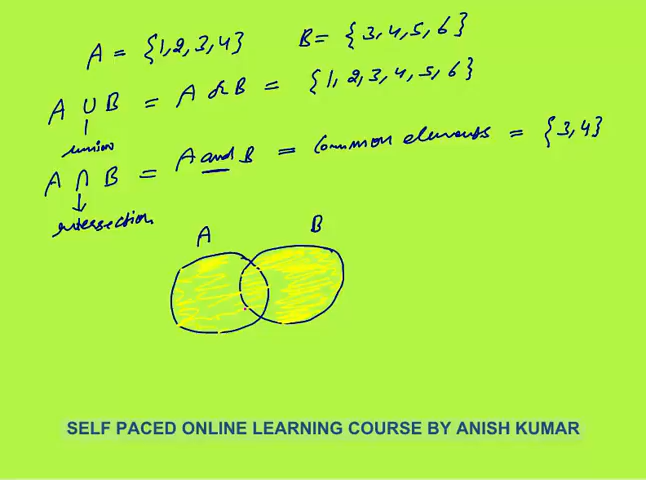 A = {1,2,3,4} B = {3,4,5,6}
A ∪ B = A or B = {1,2,3,4,5,6}
union
A ∩ B = A and B = Common elements = {3,4}
intersection
A B
SELF PACED ONLINE LEARNING COURSE BY ANISH KUMAR